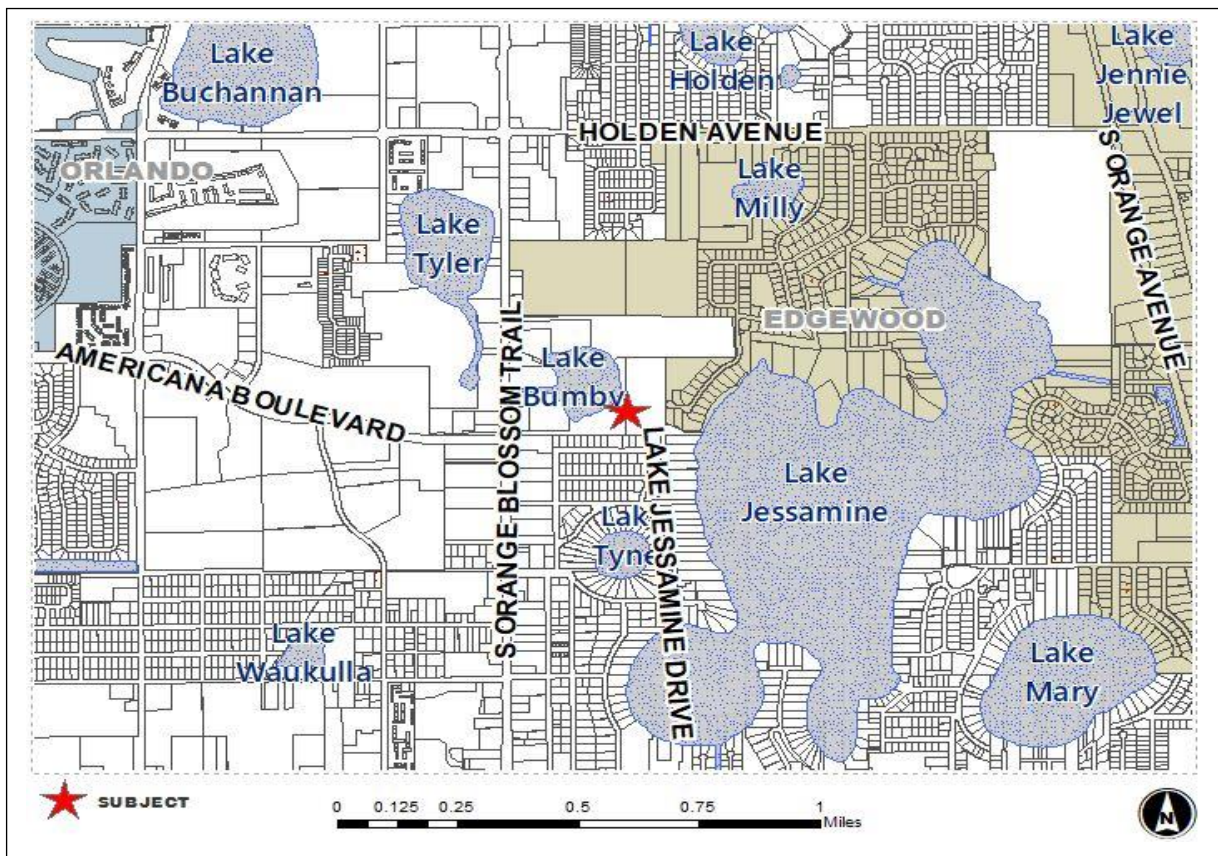 Lake
Buchannan
Lake
Holden
Lake
Jennie
Jewel
HOLDEN AVENUE
ORLANDO
Lake
Milly
S ORANGE AVENUE
Lake
Tyler
EDGEWOOD
AMERICANA BOULEVARD
S ORANGE BLOSSOM TRAIL
Lake
Bumby
LAKE JESSAMINE DRIVE
Lake
Jessamine
Lak
Tyne
Lake
Waukulla
Lake
Mary
SUBJECT
0 0.125 0.25 0.5 0.75 1
Miles
N